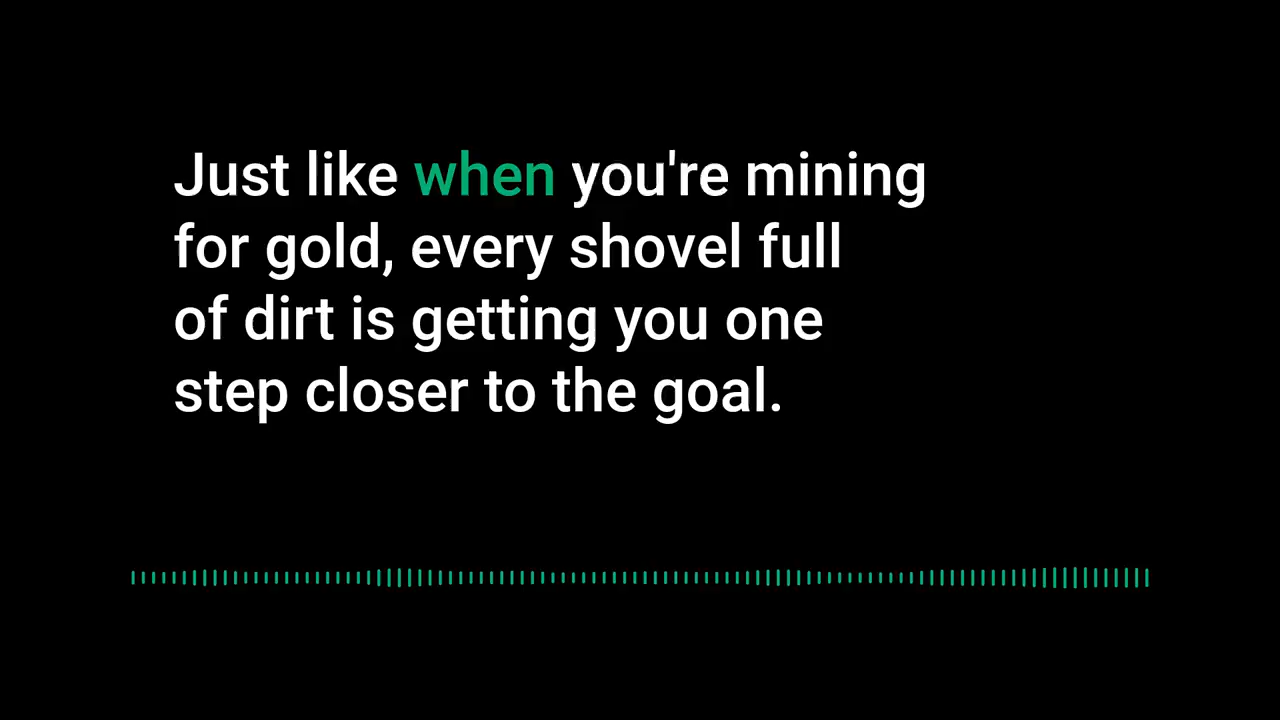 Just like when you're mining
for gold, every shovel full
of dirt is getting you one
step closer to the goal.